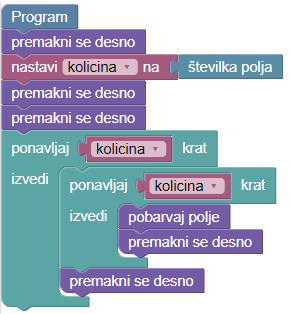 Program
premakni se desno
nastavi kolicina na številka polja
premakni se desno
premakni se desno
ponavljaj kolicina krat
izvedi ponavljaj kolicina krat
izvedi pobarvaj polje
premakni se desno
premakni se desno